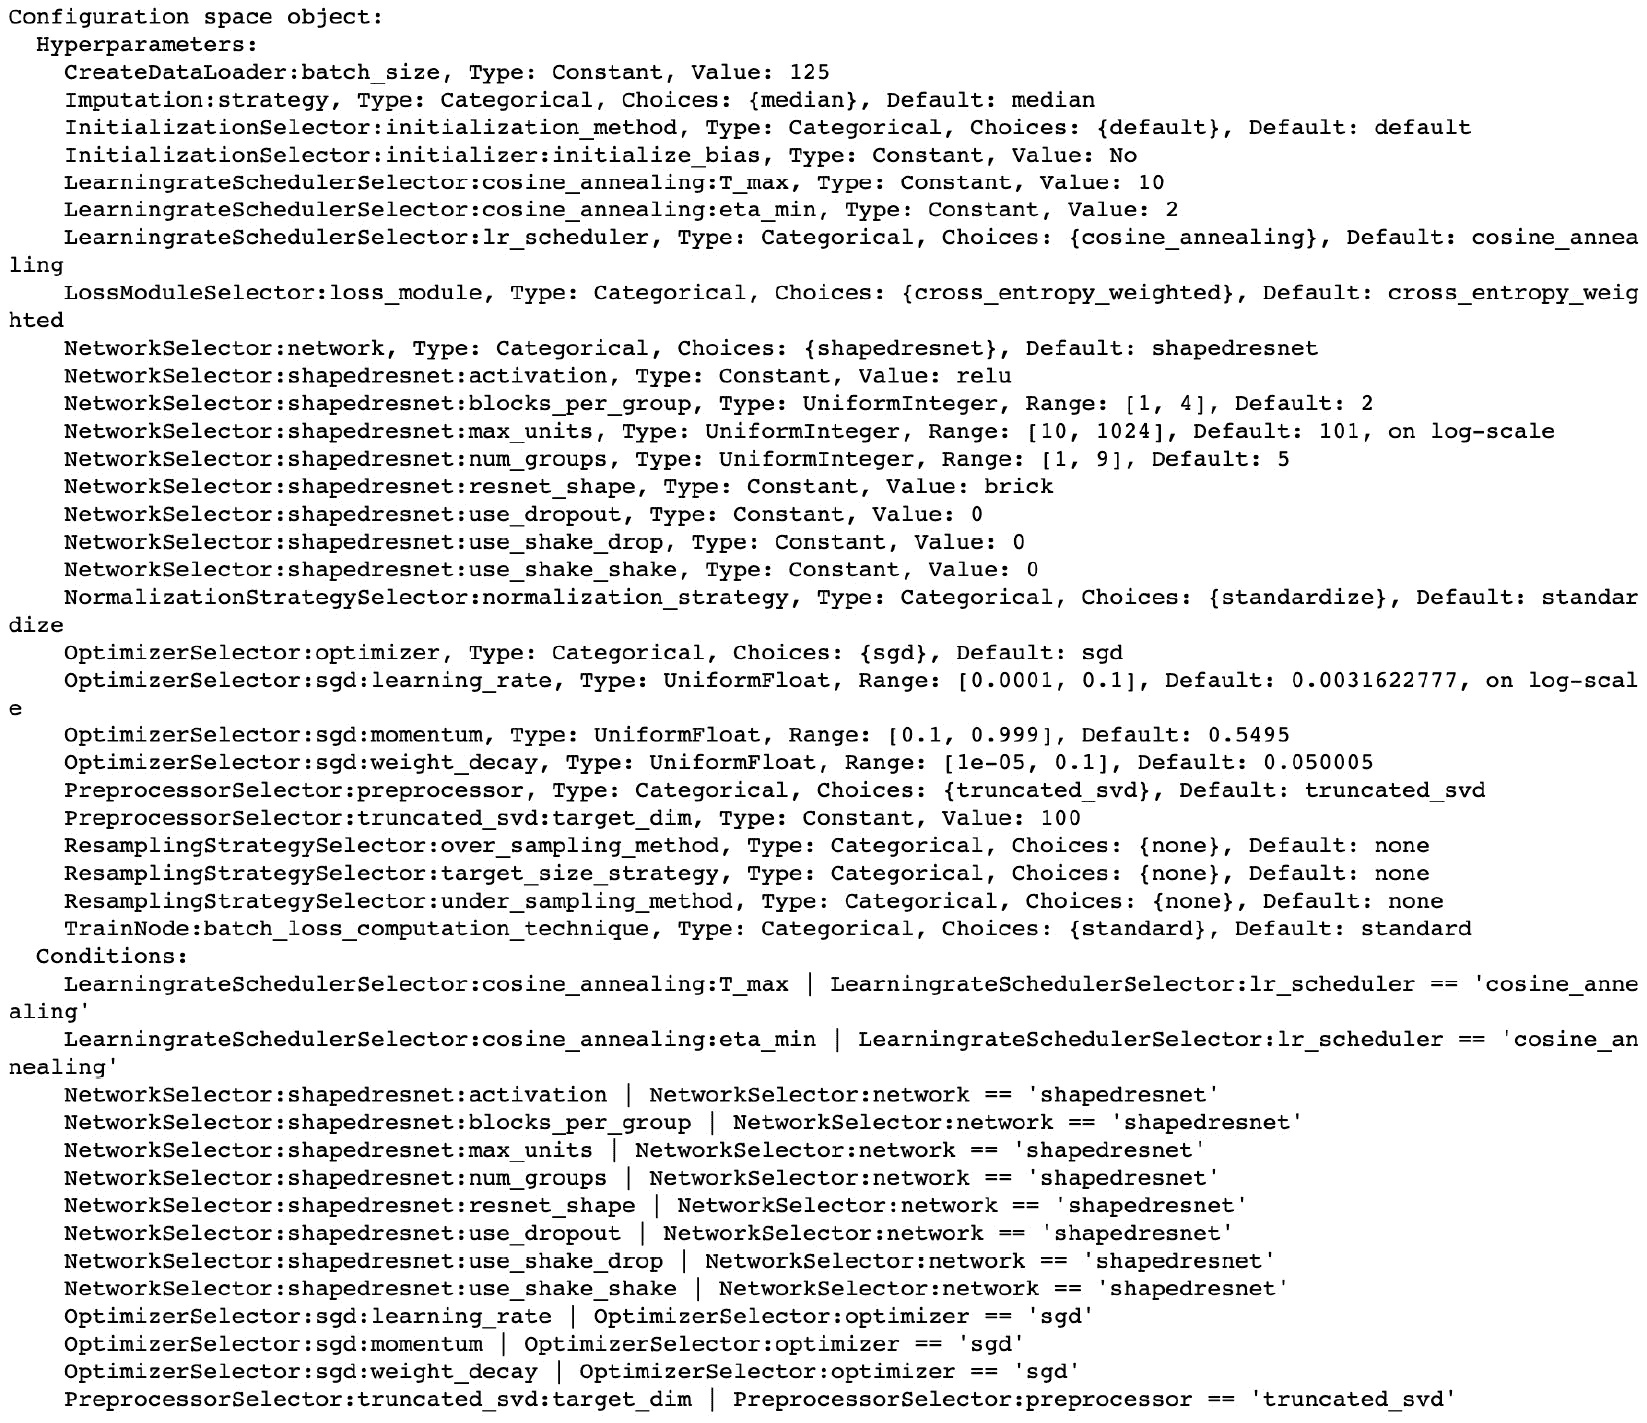 Configuration space object:
  Hyperparameters:
    CreateDataLoader:batch_size, Type: Constant, Value: 125
    Imputation:strategy, Type: Categorical, Choices: {median}, Default: median
    InitializationSelector:initialization_method, Type: Categorical, Choices: {default}, Default: default
    InitializationSelector:initializer:initialize_bias, Type: Constant, Value: No
    LearningrateSchedulerSelector:cosine_annealing:T_max, Type: Constant, Value: 10
    LearningrateSchedulerSelector:cosine_annealing:eta_min, Type: Constant, Value: 2
    LearningrateSchedulerSelector:lr_scheduler, Type: Categorical, Choices: {cosine_annealing}, Default: cosine_annea
ling
    LossModuleSelector:loss_module, Type: Categorical, Choices: {cross_entropy_weighted}, Default: cross_entropy_weig
hted
    NetworkSelector:network, Type: Categorical, Choices: {shapedresnet}, Default: shapedresnet
    NetworkSelector:shapedresnet:activation, Type: Constant, Value: relu
    NetworkSelector:shapedresnet:blocks_per_group, Type: UniformInteger, Range: [1, 4], Default: 2
    NetworkSelector:shapedresnet:max_units, Type: UniformInteger, Range: [10, 1024], Default: 101, on log-scale
    NetworkSelector:shapedresnet:num_groups, Type: UniformInteger, Range: [1, 9], Default: 5
    NetworkSelector:shapedresnet:resnet_shape, Type: Constant, Value: brick
    NetworkSelector:shapedresnet:use_dropout, Type: Constant, Value: 0
    NetworkSelector:shapedresnet:use_shake_drop, Type: Constant, Value: 0
    NetworkSelector:shapedresnet:use_shake_shake, Type: Constant, Value: 0
    NormalizationStrategySelector:normalization_strategy, Type: Categorical, Choices: {standardize}, Default: standar
dize
    OptimizerSelector:optimizer, Type: Categorical, Choices: {sgd}, Default: sgd
    OptimizerSelector:sgd:learning_rate, Type: UniformFloat, Range: [0.0001, 0.1], Default: 0.0031622777, on log-scal
e
    OptimizerSelector:sgd:momentum, Type: UniformFloat, Range: [0.1, 0.999], Default: 0.5495
    OptimizerSelector:sgd:weight_decay, Type: UniformFloat, Range: [1e-05, 0.1], Default: 0.050005
    PreprocessorSelector:preprocessor, Type: Categorical, Choices: {truncated_svd}, Default: truncated_svd
    PreprocessorSelector:truncated_svd:target_dim, Type: Constant, Value: 100
    ResamplingStrategySelector:over_sampling_method, Type: Categorical, Choices: {none}, Default: none
    ResamplingStrategySelector:target_size_strategy, Type: Categorical, Choices: {none}, Default: none
    ResamplingStrategySelector:under_sampling_method, Type: Categorical, Choices: {none}, Default: none
    TrainNode:batch_loss_computation_technique, Type: Categorical, Choices: {standard}, Default: standard
  Conditions:
    LearningrateSchedulerSelector:cosine_annealing:T_max | LearningrateSchedulerSelector:lr_scheduler == 'cosine_anne
aling'
    LearningrateSchedulerSelector:cosine_annealing:eta_min | LearningrateSchedulerSelector:lr_scheduler == 'cosine_an
nealing'
    NetworkSelector:shapedresnet:activation | NetworkSelector:network == 'shapedresnet'
    NetworkSelector:shapedresnet:blocks_per_group | NetworkSelector:network == 'shapedresnet'
    NetworkSelector:shapedresnet:max_units | NetworkSelector:network == 'shapedresnet'
    NetworkSelector:shapedresnet:num_groups | NetworkSelector:network == 'shapedresnet'
    NetworkSelector:shapedresnet:resnet_shape | NetworkSelector:network == 'shapedresnet'
    NetworkSelector:shapedresnet:use_dropout | NetworkSelector:network == 'shapedresnet'
    NetworkSelector:shapedresnet:use_shake_drop | NetworkSelector:network == 'shapedresnet'
    NetworkSelector:shapedresnet:use_shake_shake | NetworkSelector:network == 'shapedresnet'
    OptimizerSelector:sgd:learning_rate | OptimizerSelector:optimizer == 'sgd'
    OptimizerSelector:sgd:momentum | OptimizerSelector:optimizer == 'sgd'
    OptimizerSelector:sgd:weight_decay | OptimizerSelector:optimizer == 'sgd'
    PreprocessorSelector:truncated_svd:target_dim | PreprocessorSelector:preprocessor == 'truncated_svd'